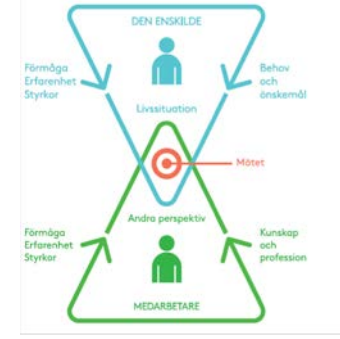 DEN ENSKILDE
Förmåga
Erfarenhet
Styrkor
Behov
och
önskemål
Livssituation
Mötet
Andra perspektiv
Förmåga
Erfarenhet
Styrkor
Kunskap
och
profession
MEDARBETARE